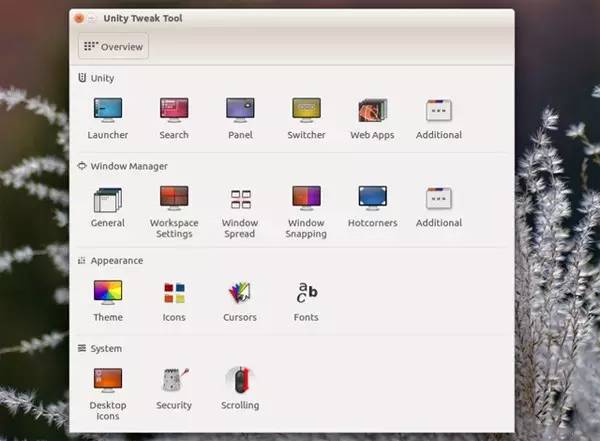 Unity Tweak Tool
Overview
Unity
Launcher
Search
Panel
Switcher
Web Apps
Additional
Window Manager
General
Workspace
Settings
Window
Spread
Window
Snapping
Hotcorners
Additional
Appearance
Theme
Icons
Cursors
a
b
c
Fonts
System
Desktop
Icons
Security
Scrolling